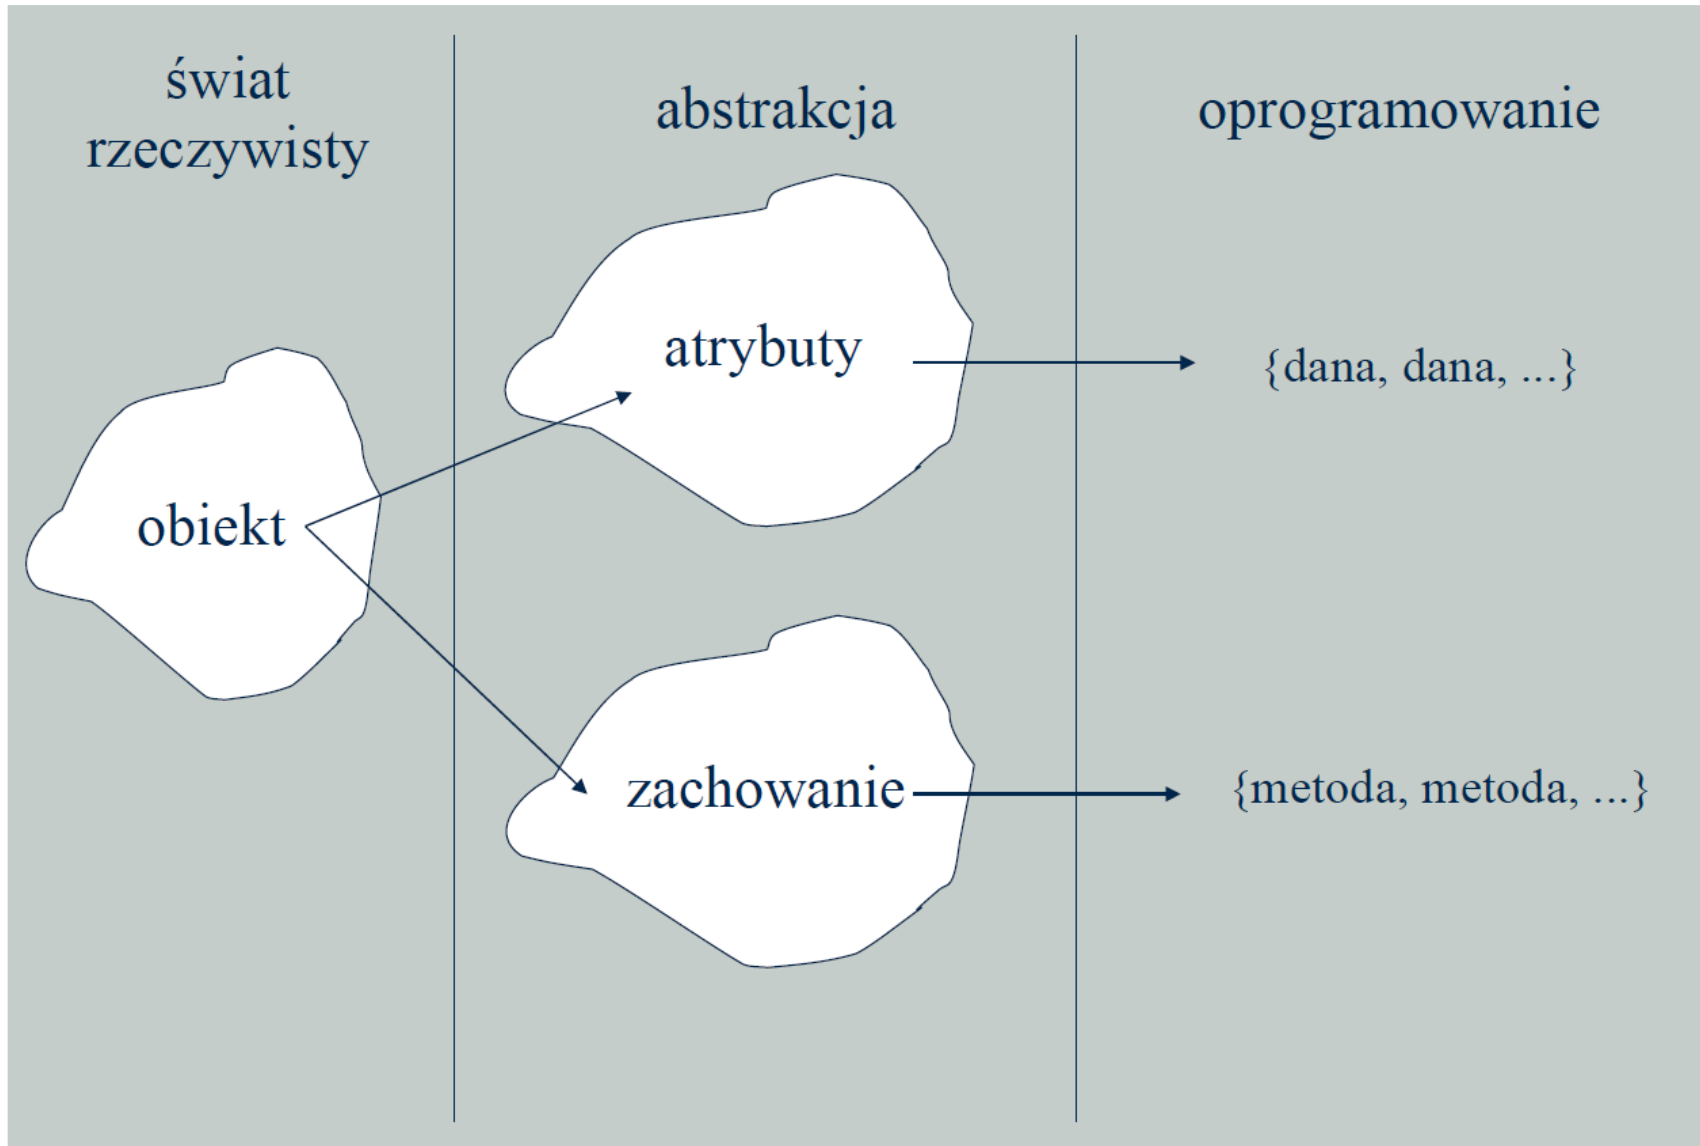 świat
rzeczywisty
abstrakcja
oprogramowanie
obiekt
atrybuty
{dana, dana, ...}
zachowanie
{metoda, metoda, ...}